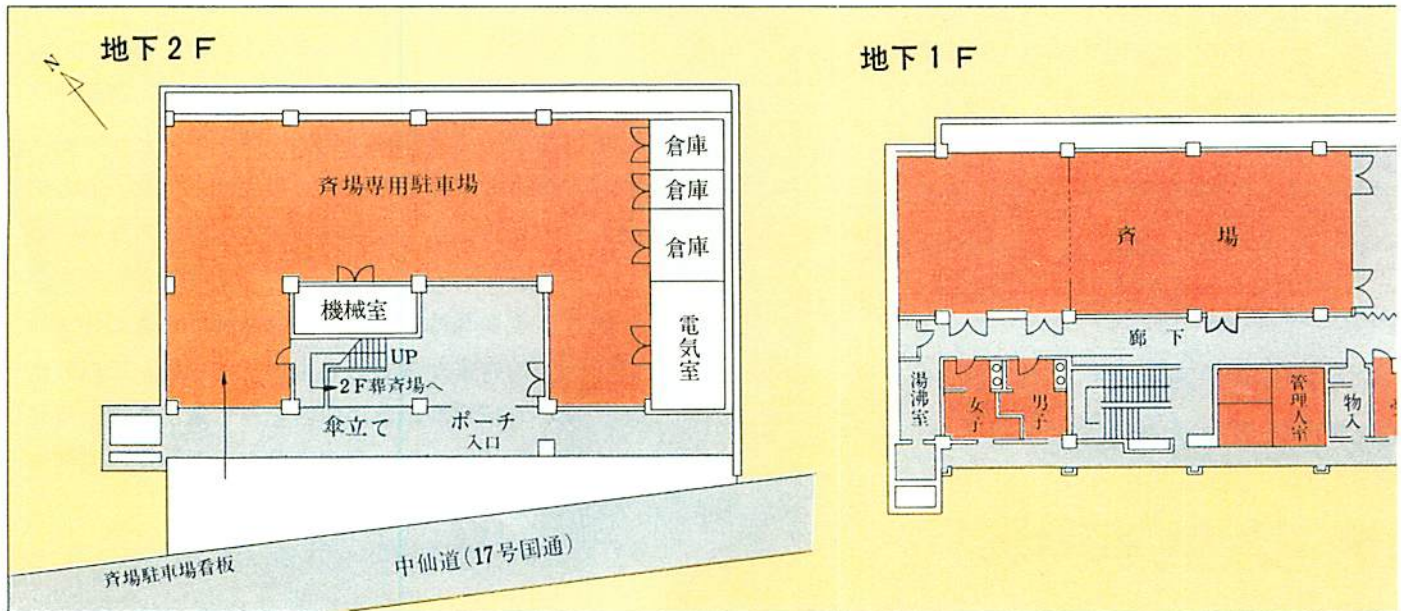 地下2F
N
斉場専用駐車場
倉庫
倉庫
倉庫
機械室
電気室
UP
2F葬斉場へ
傘立て
ポーチ
入口
斉場駐車場看板
中仙道(17号国通)
地下1F
斉場
廊下
湯沸室
女子
男子
管理人室
物入